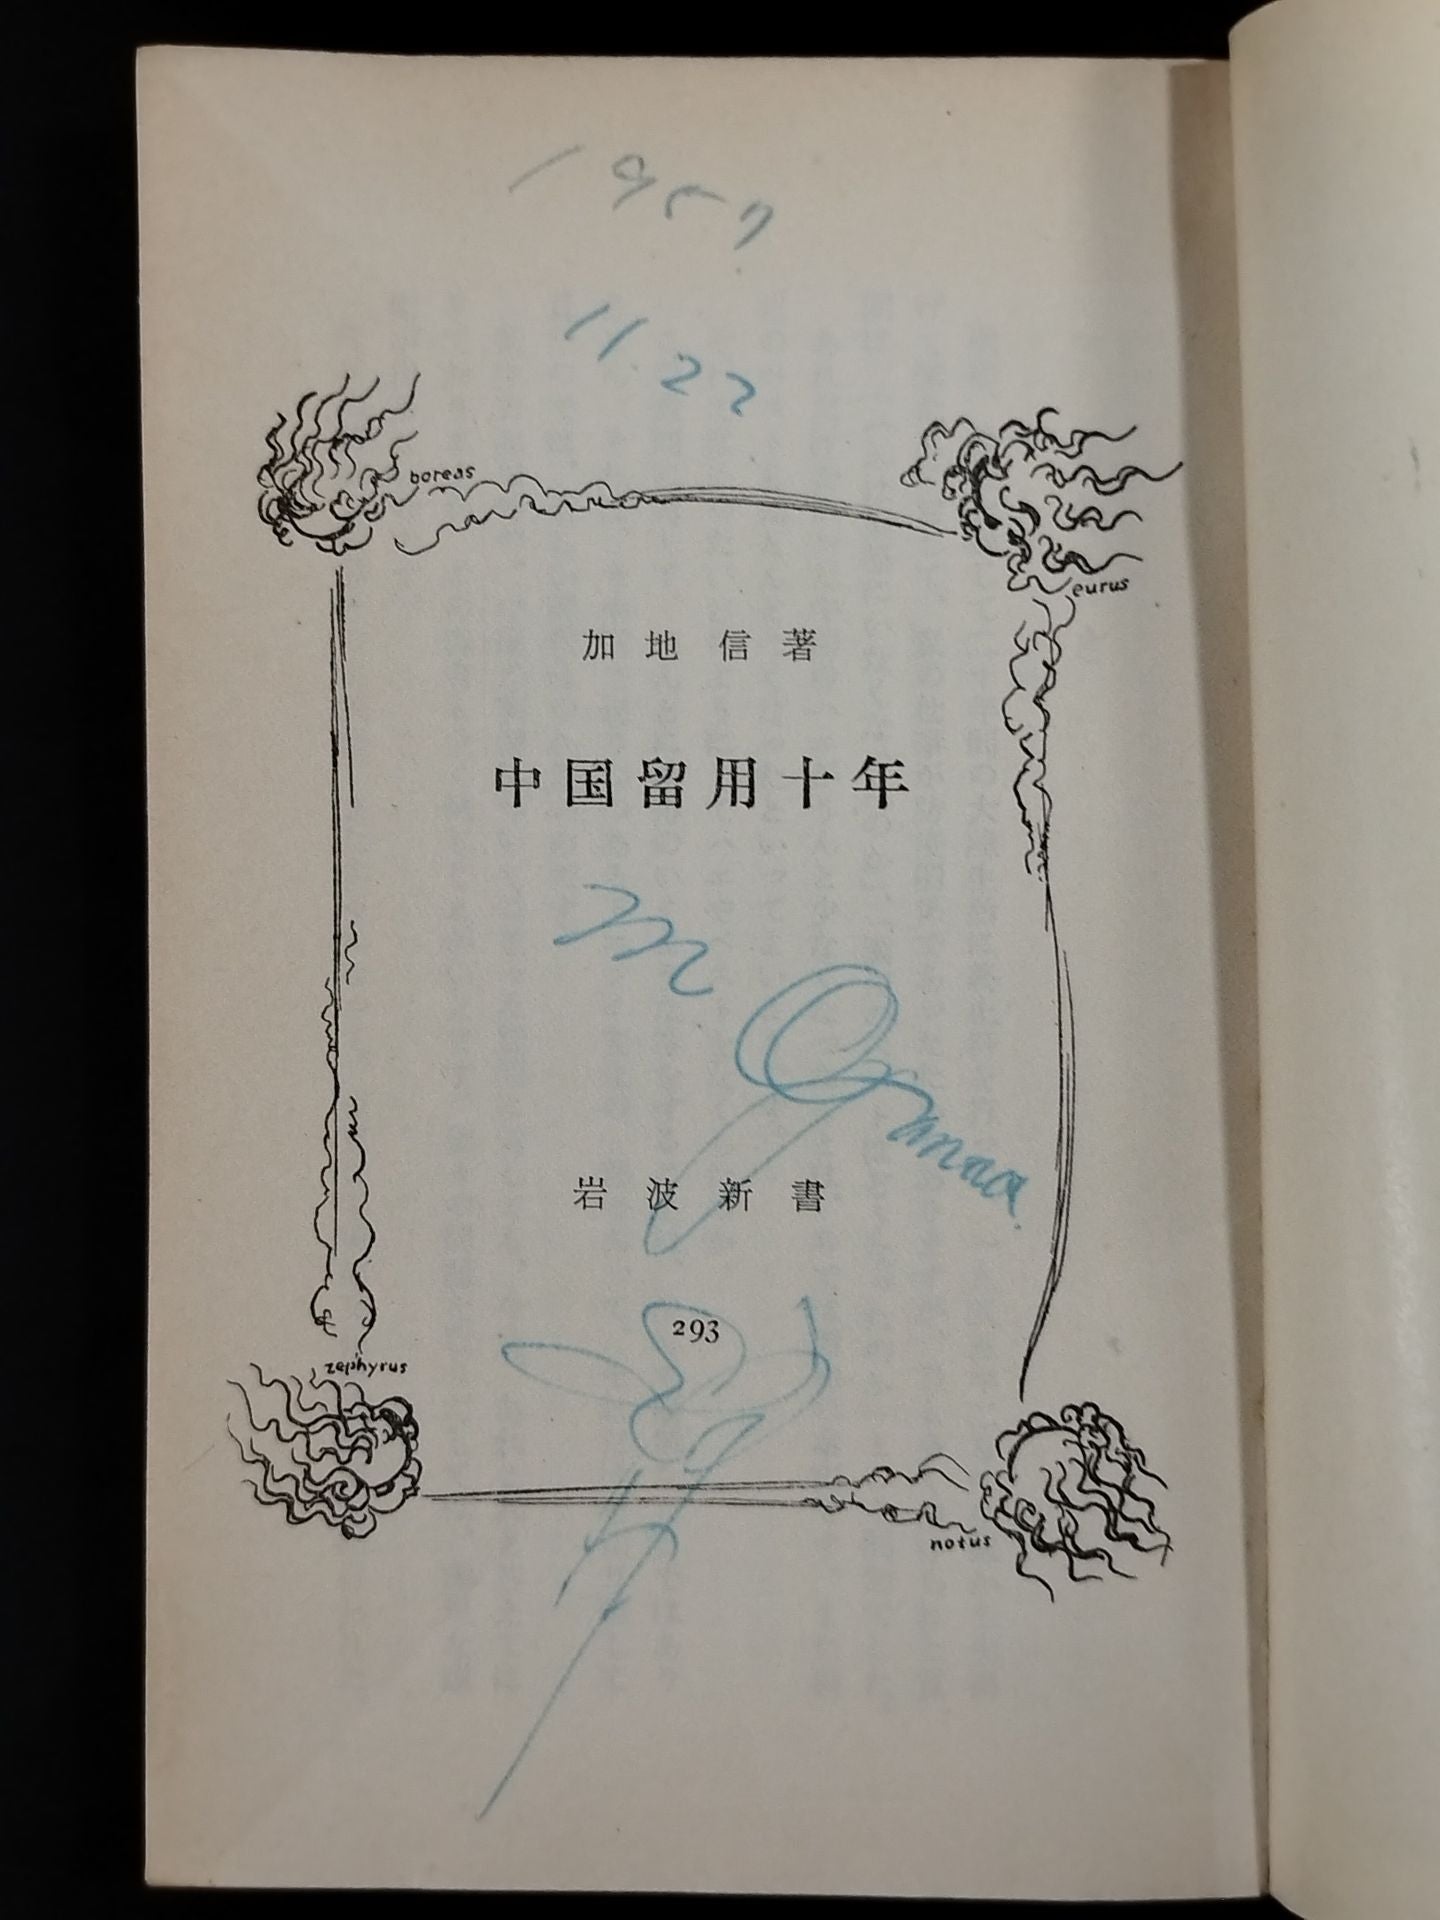 1957
11.22
boreas
eurus
加地信著
中国留用十年
M
岩波新書
293
zephyrus
notus